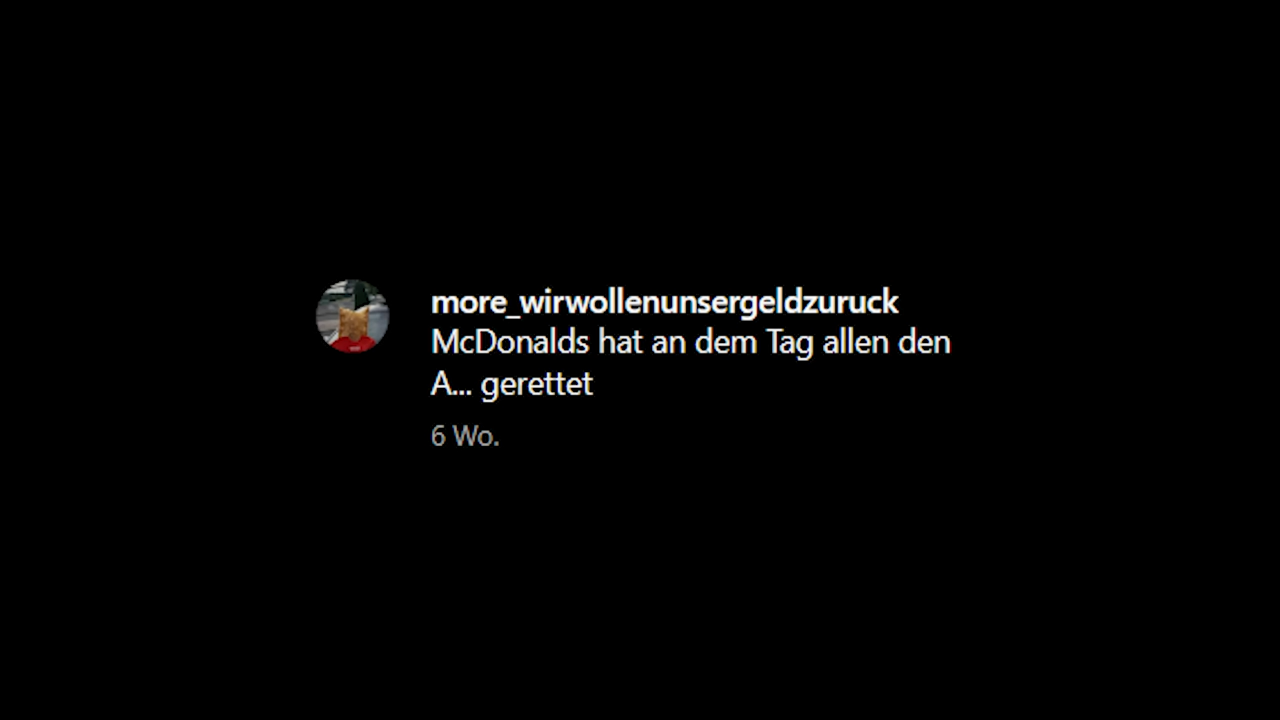 more_wirwollenunsergeldzuruck
McDonalds hat an dem Tag allen den
A... gerettet
6 Wo.